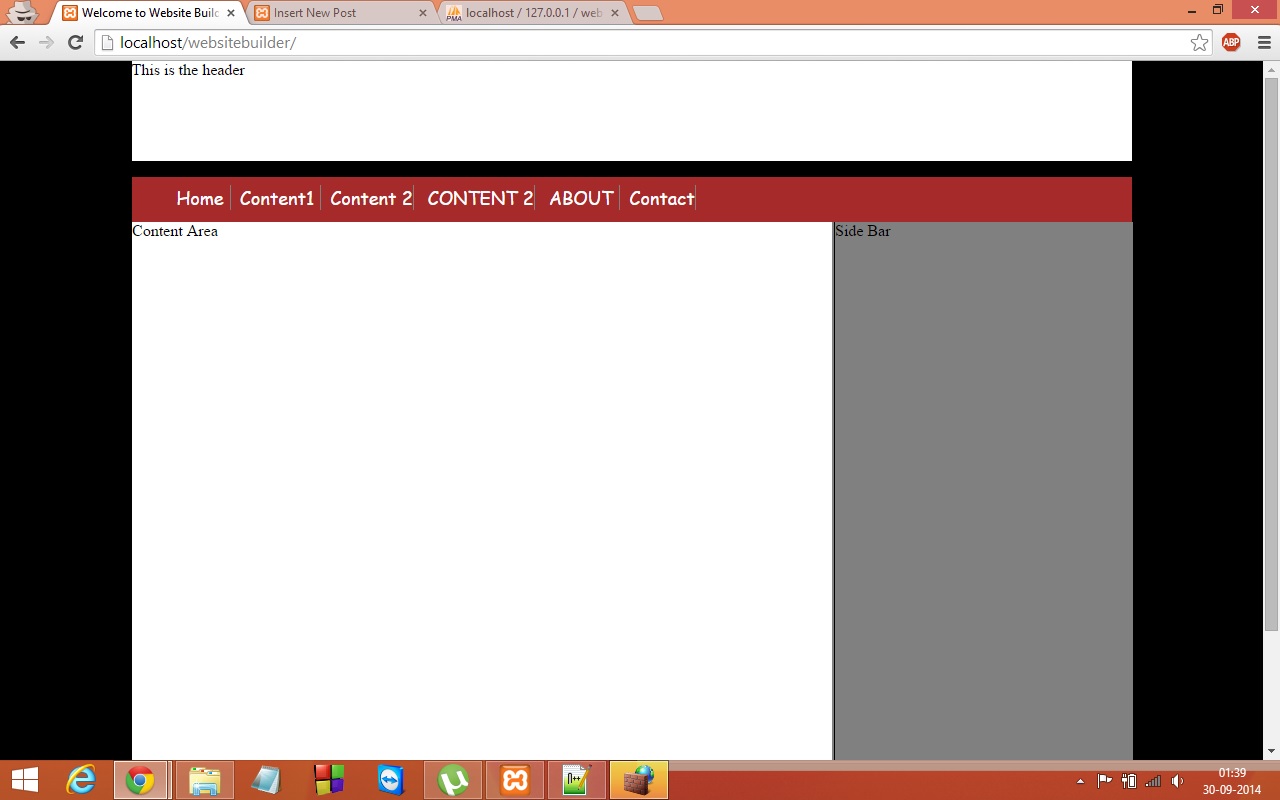 Welcome to Website Builc
Insert New Post
PMA
localhost / 127.0.0.1 / web
localhost/websitebuilder/
ABP
This is the header
Home Content1 Content 2 CONTENT 2 ABOUT Contact
Content Area
Side Bar
01:39
30-09-2014